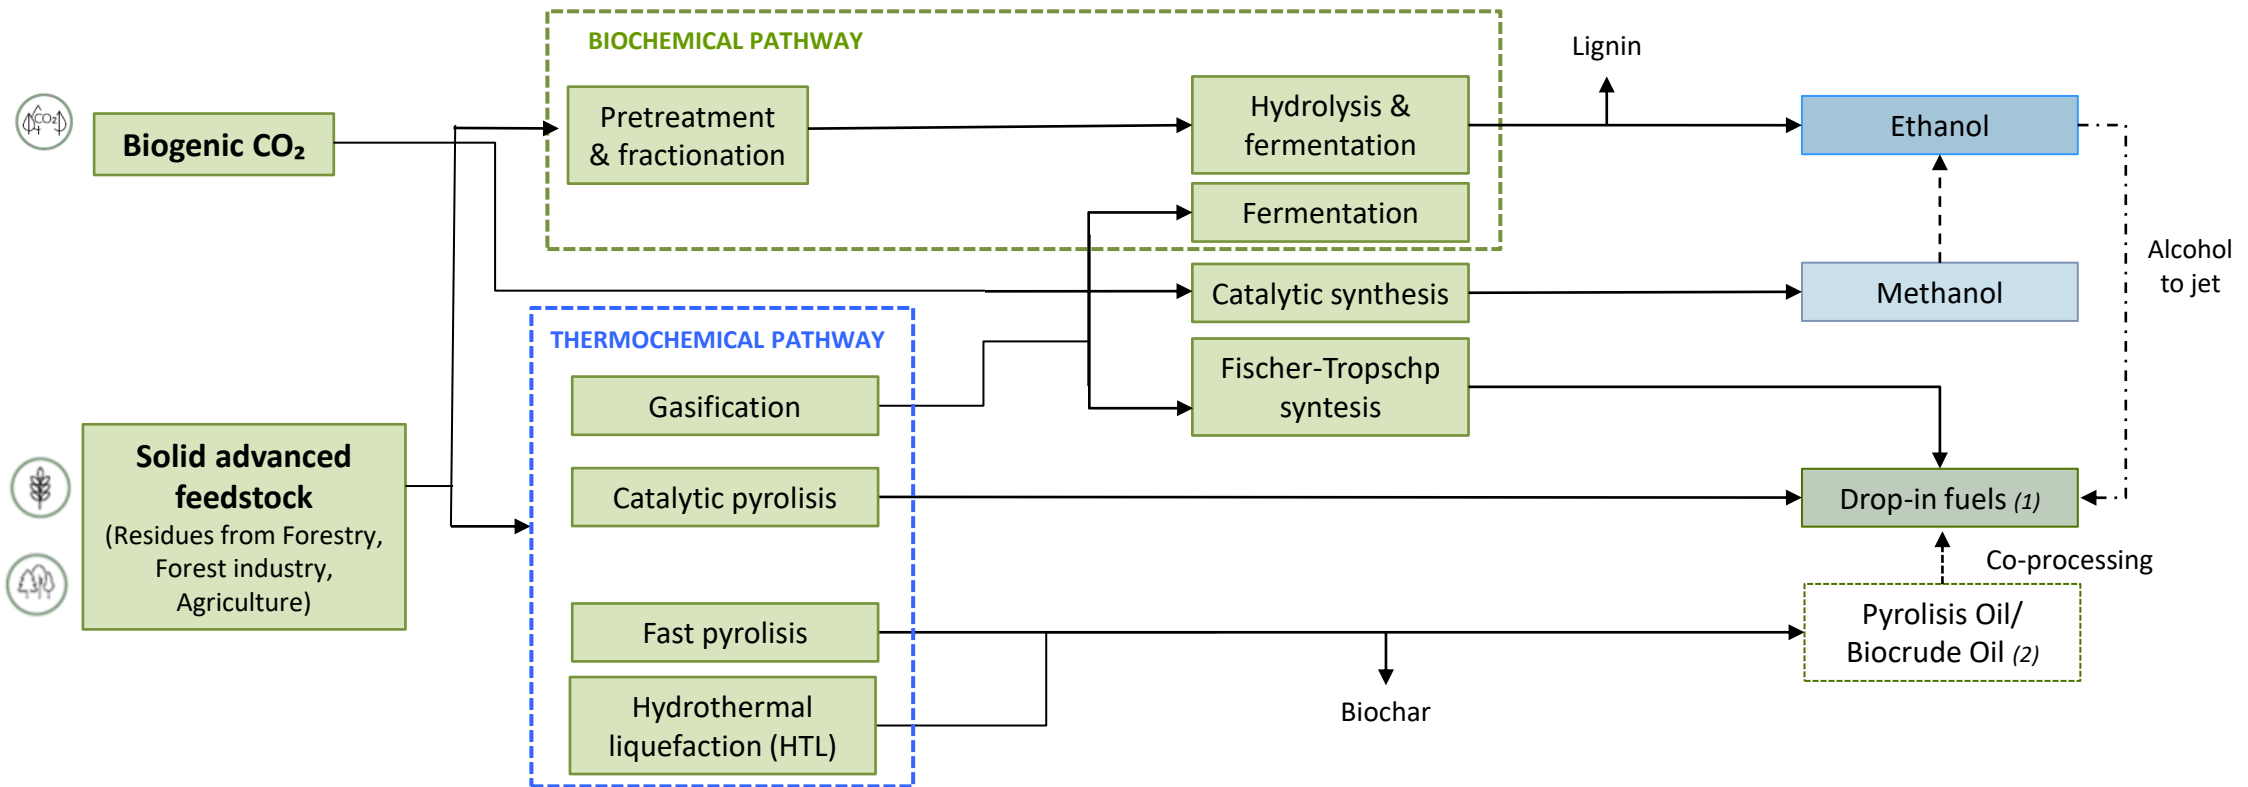 BIOCHEMICAL PATHWAY
Lignin
CO₂
Biogenic CO₂
Pretreatment
& fractionation
Hydrolysis &
fermentation
Ethanol
Fermentation
Alcohol
to jet
Catalytic synthesis
Methanol
THERMOCHEMICAL PATHWAY
Gasification
Fischer-Tropschp
syntesis
Solid advanced
feedstock
(Residues from Forestry,
Forest industry,
Agriculture)
Catalytic pyrolisis
Drop-in fuels (1)
Co-processing
Fast pyrolisis
Pyrolisis Oil/
Biocrude Oil (2)
Hydrothermal
liquefaction (HTL)
Biochar